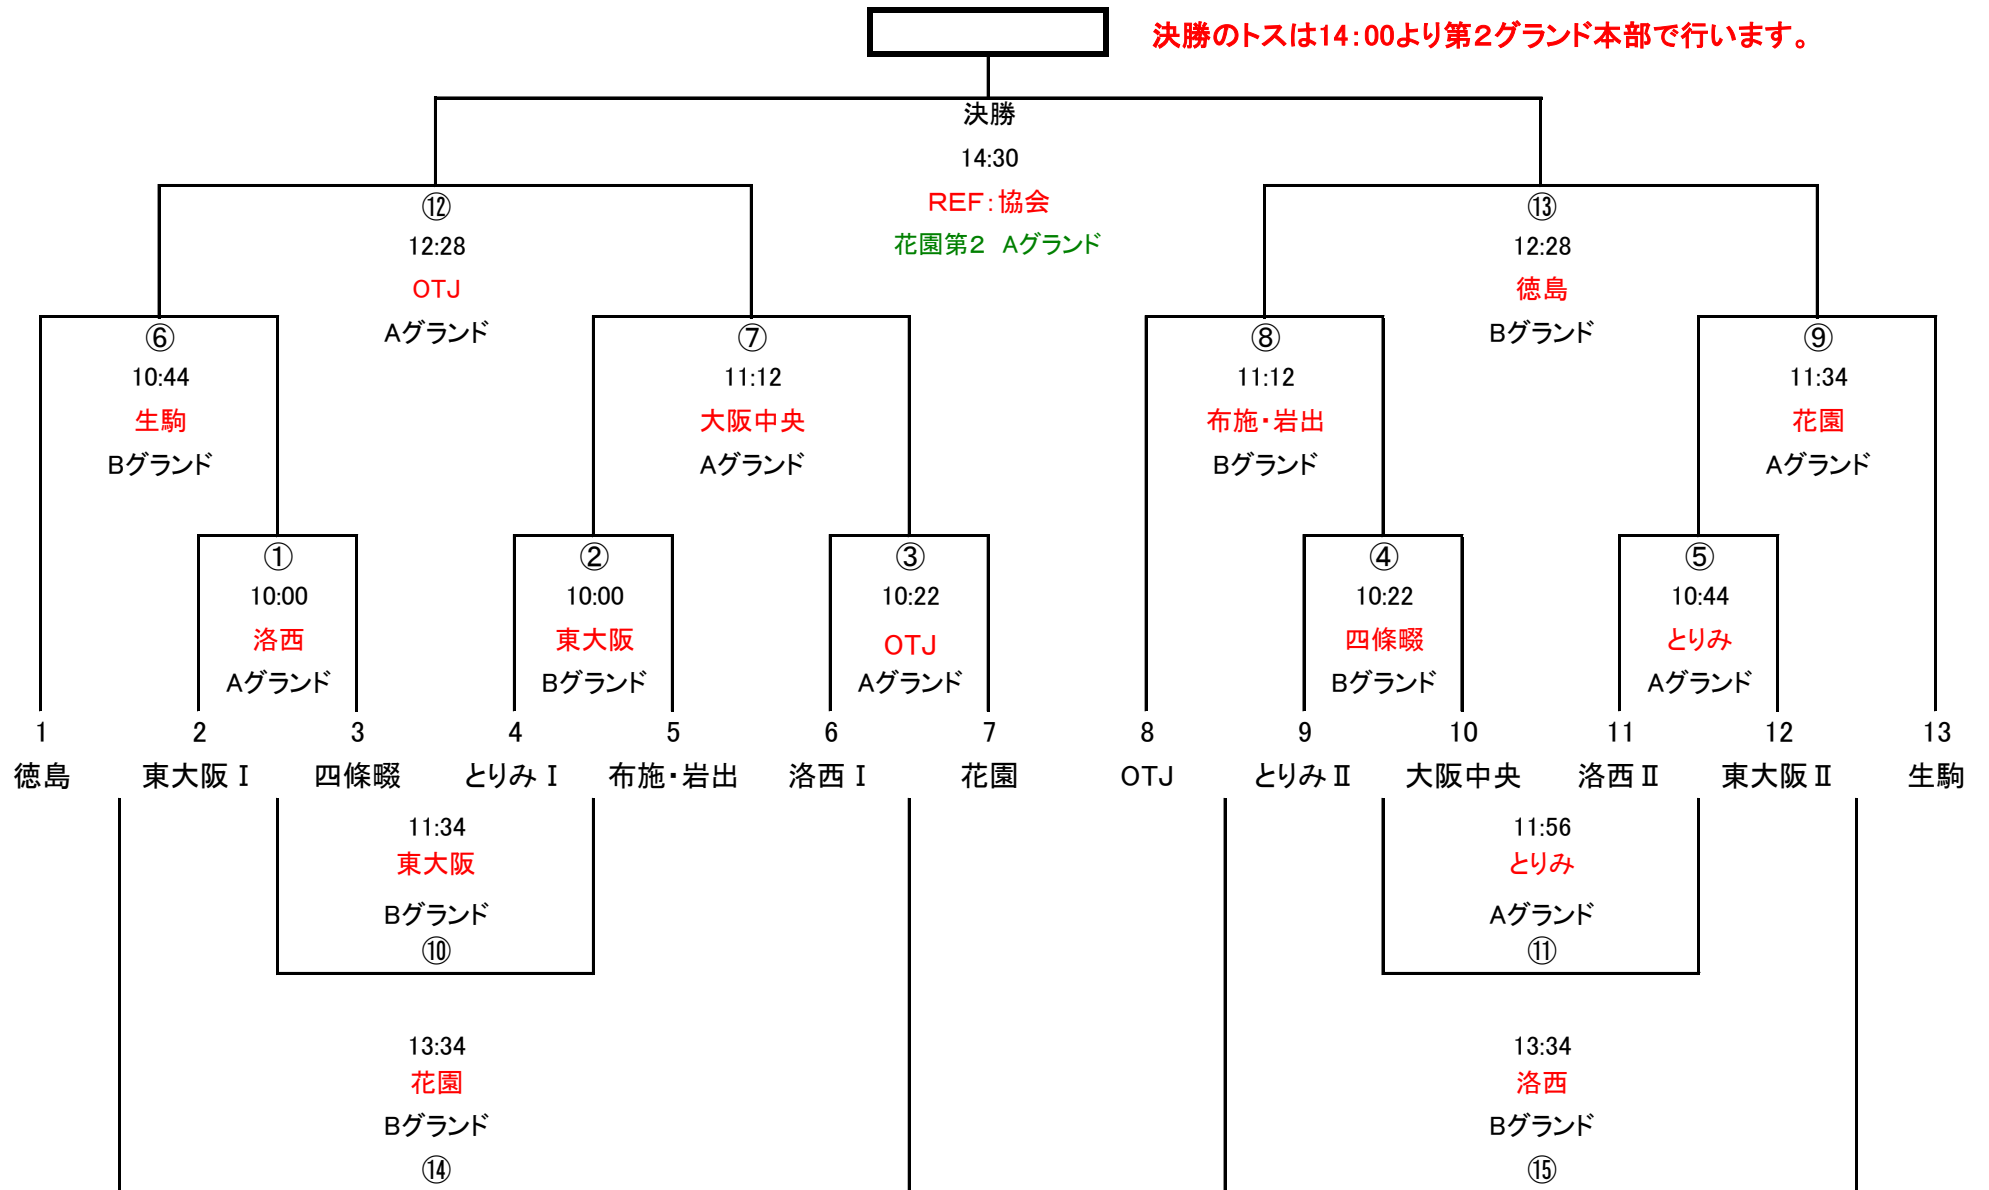 決勝のトスは14:00より第2グランド本部で行います。
決勝
14:30
REF:協会
花園第2 Aグランド
⑫
12:28
OTJ
Aグランド
⑬
12:28
徳島
Bグランド
⑥
10:44
生駒
Bグランド
⑦
11:12
大阪中央
Aグランド
⑧
11:12
布施・岩出
Bグランド
⑨
11:34
花園
Aグランド
①
10:00
洛西
Aグランド
②
10:00
東大阪
Bグランド
③
10:22
OTJ
Aグランド
④
10:22
四條畷
Bグランド
⑤
10:44
とりみ
Aグランド
1 2 3 4 5 6 7 8 9 10 11 12 13
徳島 東大阪Ⅰ 四條畷 とりみⅠ 布施・岩出 洛西Ⅰ 花園 OTJ とりみⅡ 大阪中央 洛西Ⅱ 東大阪Ⅱ 生駒
11:34
東大阪
Bグランド
⑩
11:56
とりみ
Aグランド
⑪
13:34
花園
Bグランド
⑭
13:34
洛西
Bグランド
⑮